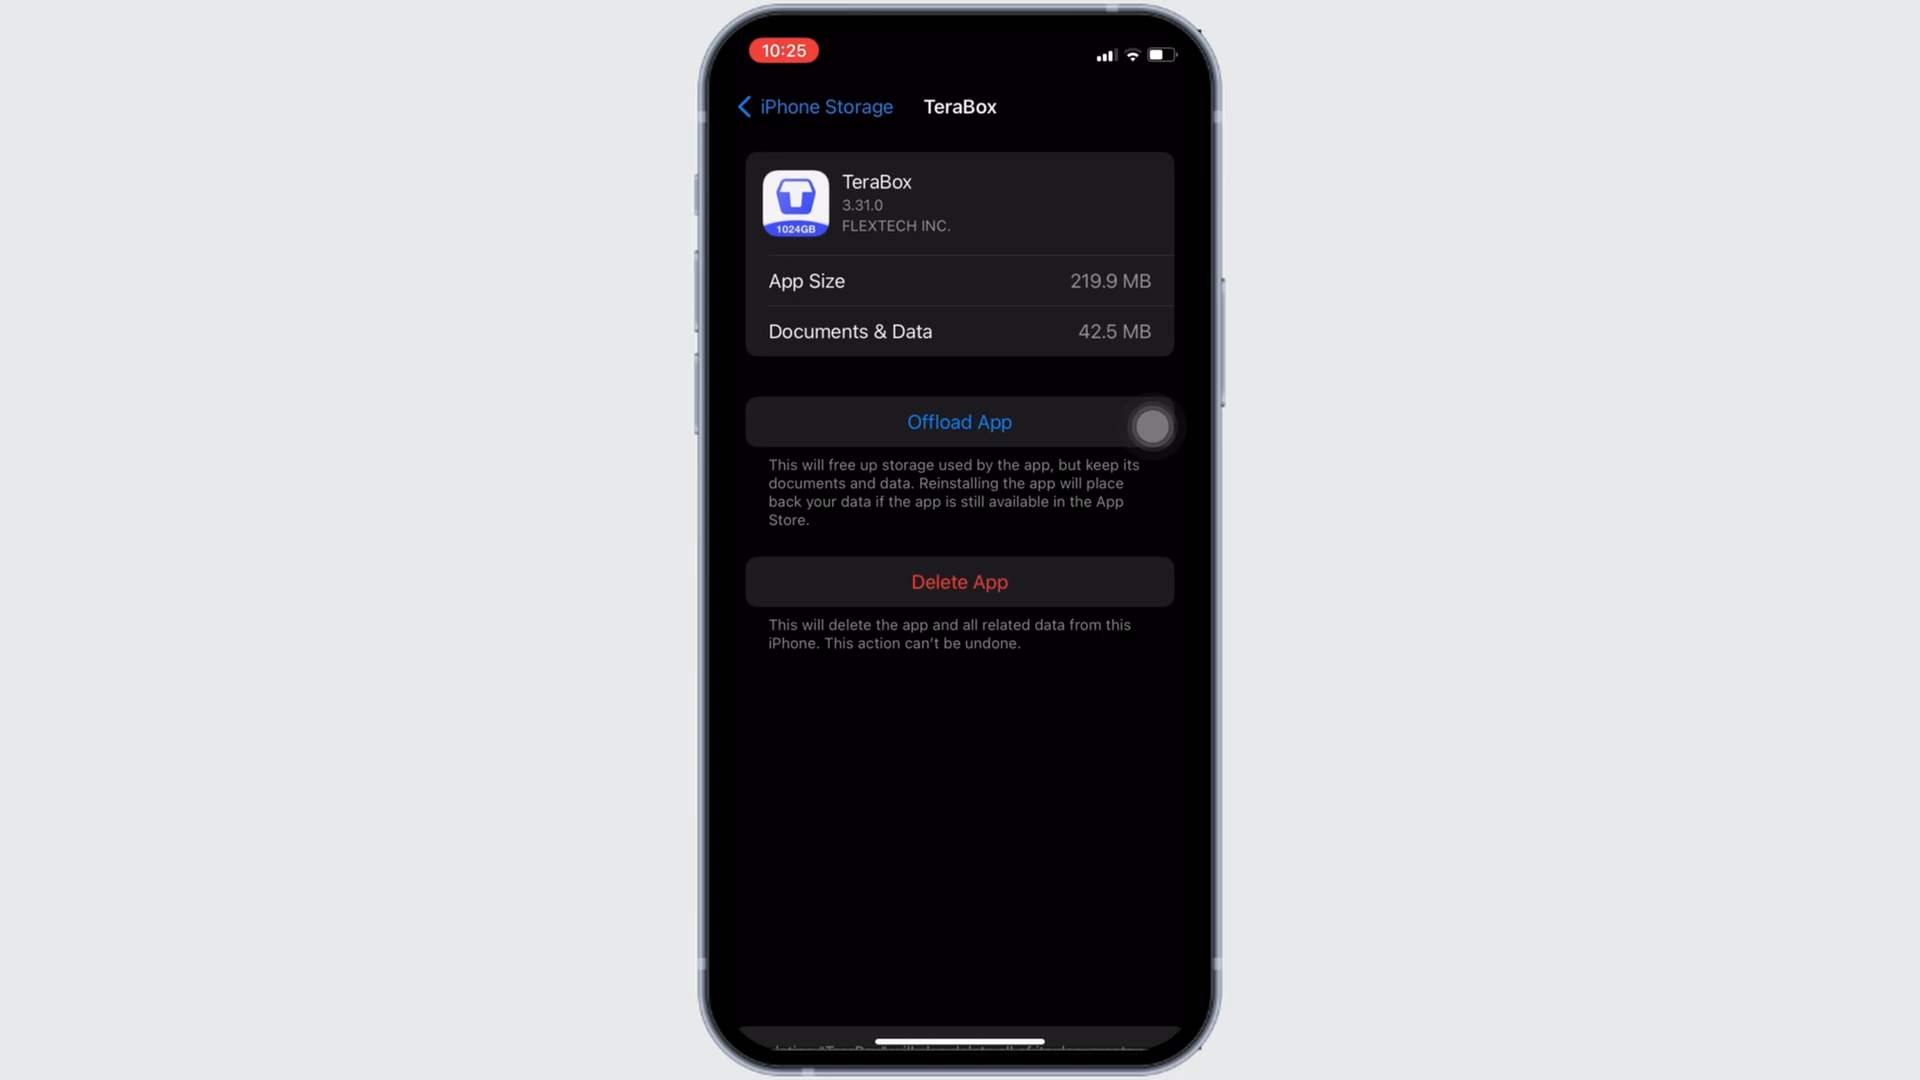 10:25
iPhone Storage TeraBox
TeraBox
3.31.0
FLEXTECH INC.
1024GB
App Size 219.9 MB
Documents & Data 42.5 MB
Offload App
This will free up storage used by the app, but keep its
documents and data. Reinstalling the app will place
back your data if the app is still available in the App
Store.
Delete App
This will delete the app and all related data from this
iPhone. This action can't be undone.